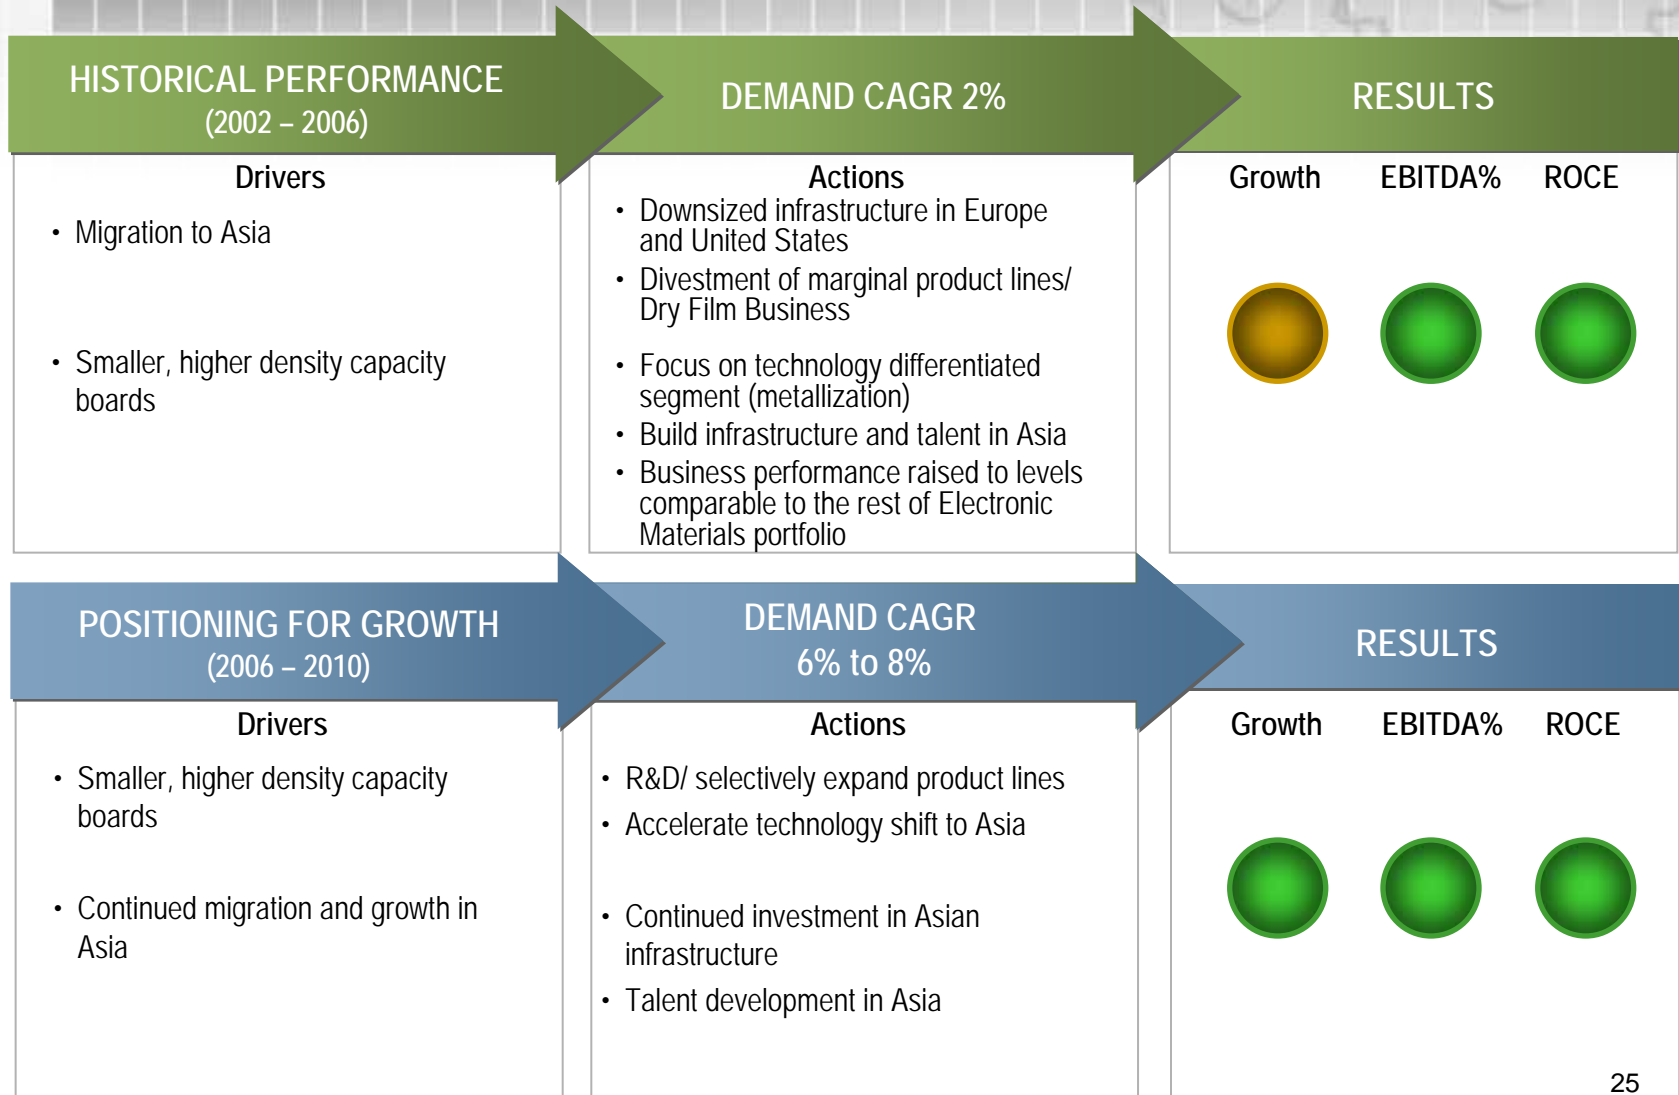 HISTORICAL PERFORMANCE
(2002 – 2006)
DEMAND CAGR 2%
RESULTS
Drivers
• Migration to Asia
• Smaller, higher density capacity
boards
Actions
• Downsized infrastructure in Europe
and United States
• Divestment of marginal product lines/
Dry Film Business
• Focus on technology differentiated
segment (metallization)
• Build infrastructure and talent in Asia
• Business performance raised to levels
comparable to the rest of Electronic
Materials portfolio
Growth EBITDA% ROCE
POSITIONING FOR GROWTH
(2006 – 2010)
DEMAND CAGR
6% to 8%
RESULTS
Drivers
• Smaller, higher density capacity
boards
• Continued migration and growth in
Asia
Actions
• R&D/ selectively expand product lines
• Accelerate technology shift to Asia
• Continued investment in Asian
infrastructure
• Talent development in Asia
Growth EBITDA% ROCE
25